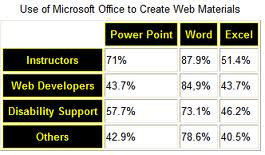 Use of Microsoft Office to Create Web Materials
Power Point Word Excel
Instructors 71% 87.9% 51.4%
Web Developers 43.7% 84,9% 43.7%
Disability Support 57.7% 73.1% 46.2%
Others 42.9% 78.6% 40.5%